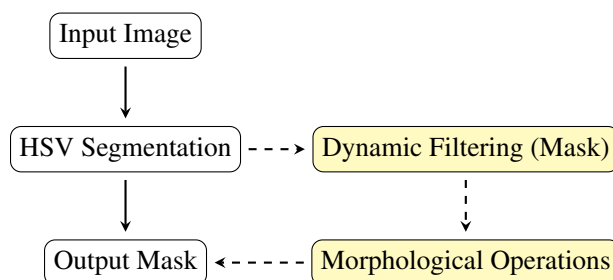 Input Image
HSV Segmentation
Dynamic Filtering (Mask)
Output Mask
Morphological Operations